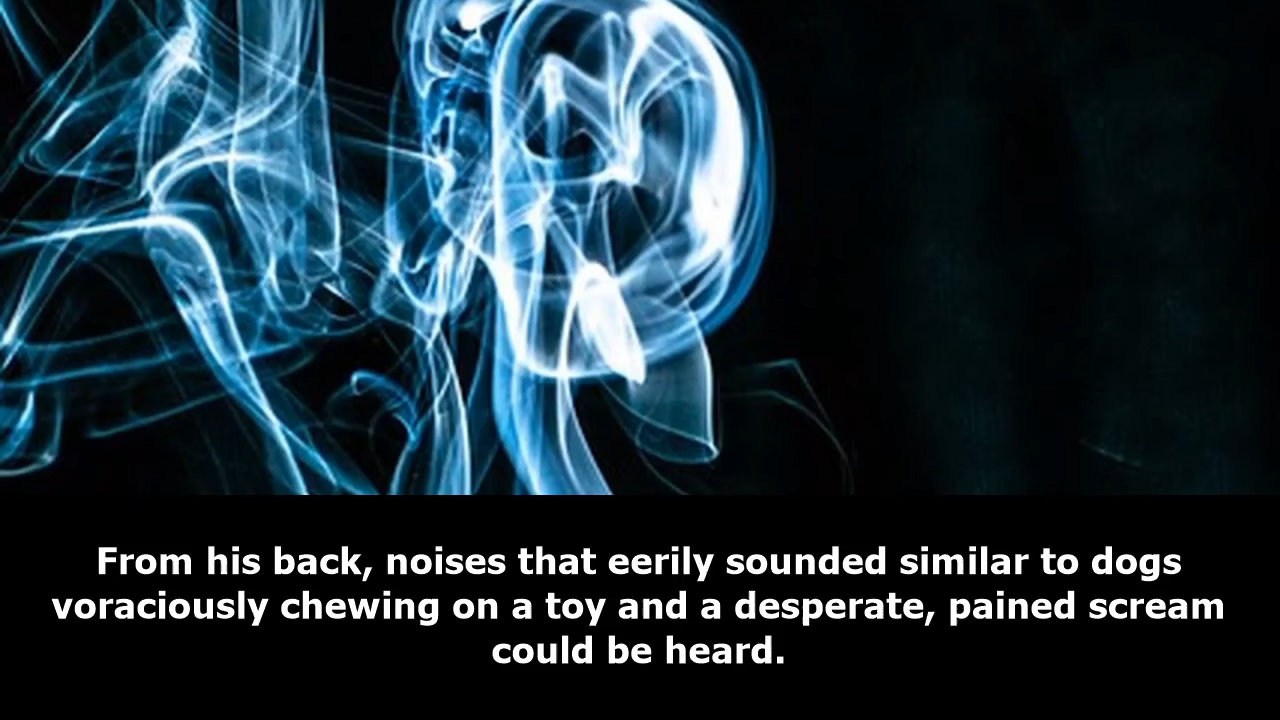 From his back, noises that eerily sounded similar to dogs
voraciously chewing on a toy and a desperate, pained scream
could be heard.